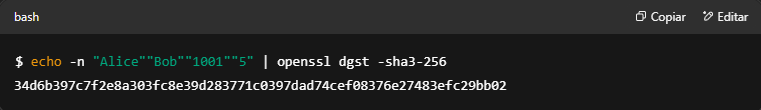 bash
Copiar
Editar
$ echo -n "Alice""Bob""1001""5" | openssl dgst -sha3-256
34d6b397c7f2e8a303fc8e39d283771c0397dad74cef08376e27483efc29bb02